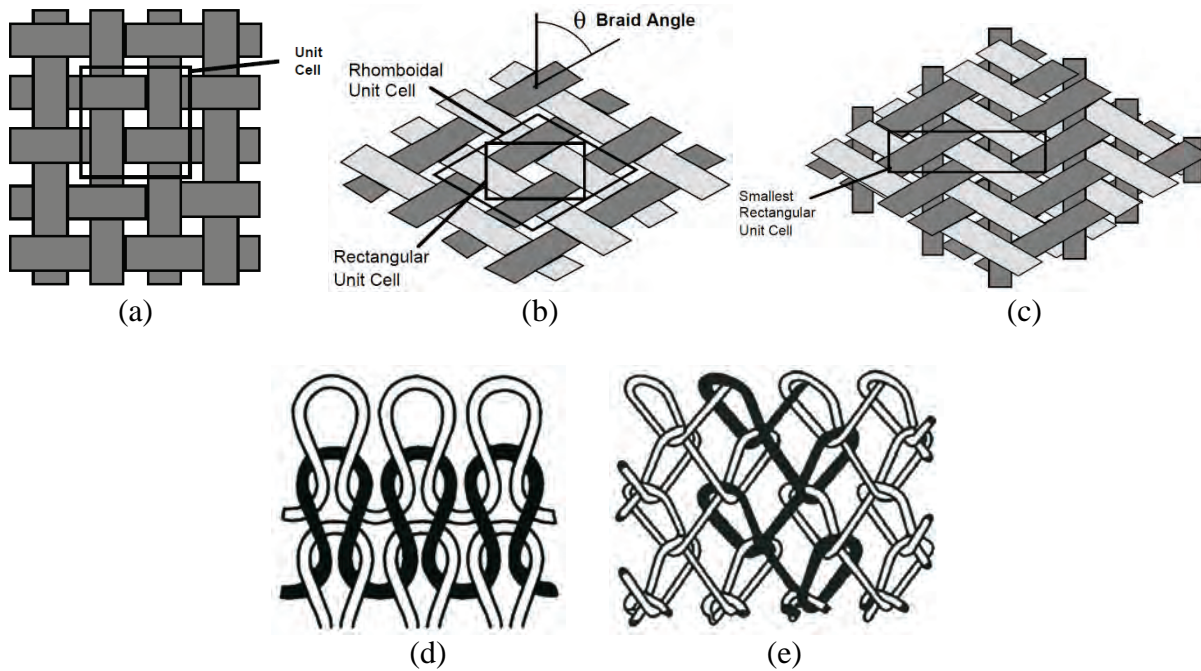 Unit
Cell
θ Braid Angle
Rhomboidal
Unit Cell
Rectangular
Unit Cell
Smallest
Rectangular
Unit Cell
(a)
(b)
(c)
(d)
(e)